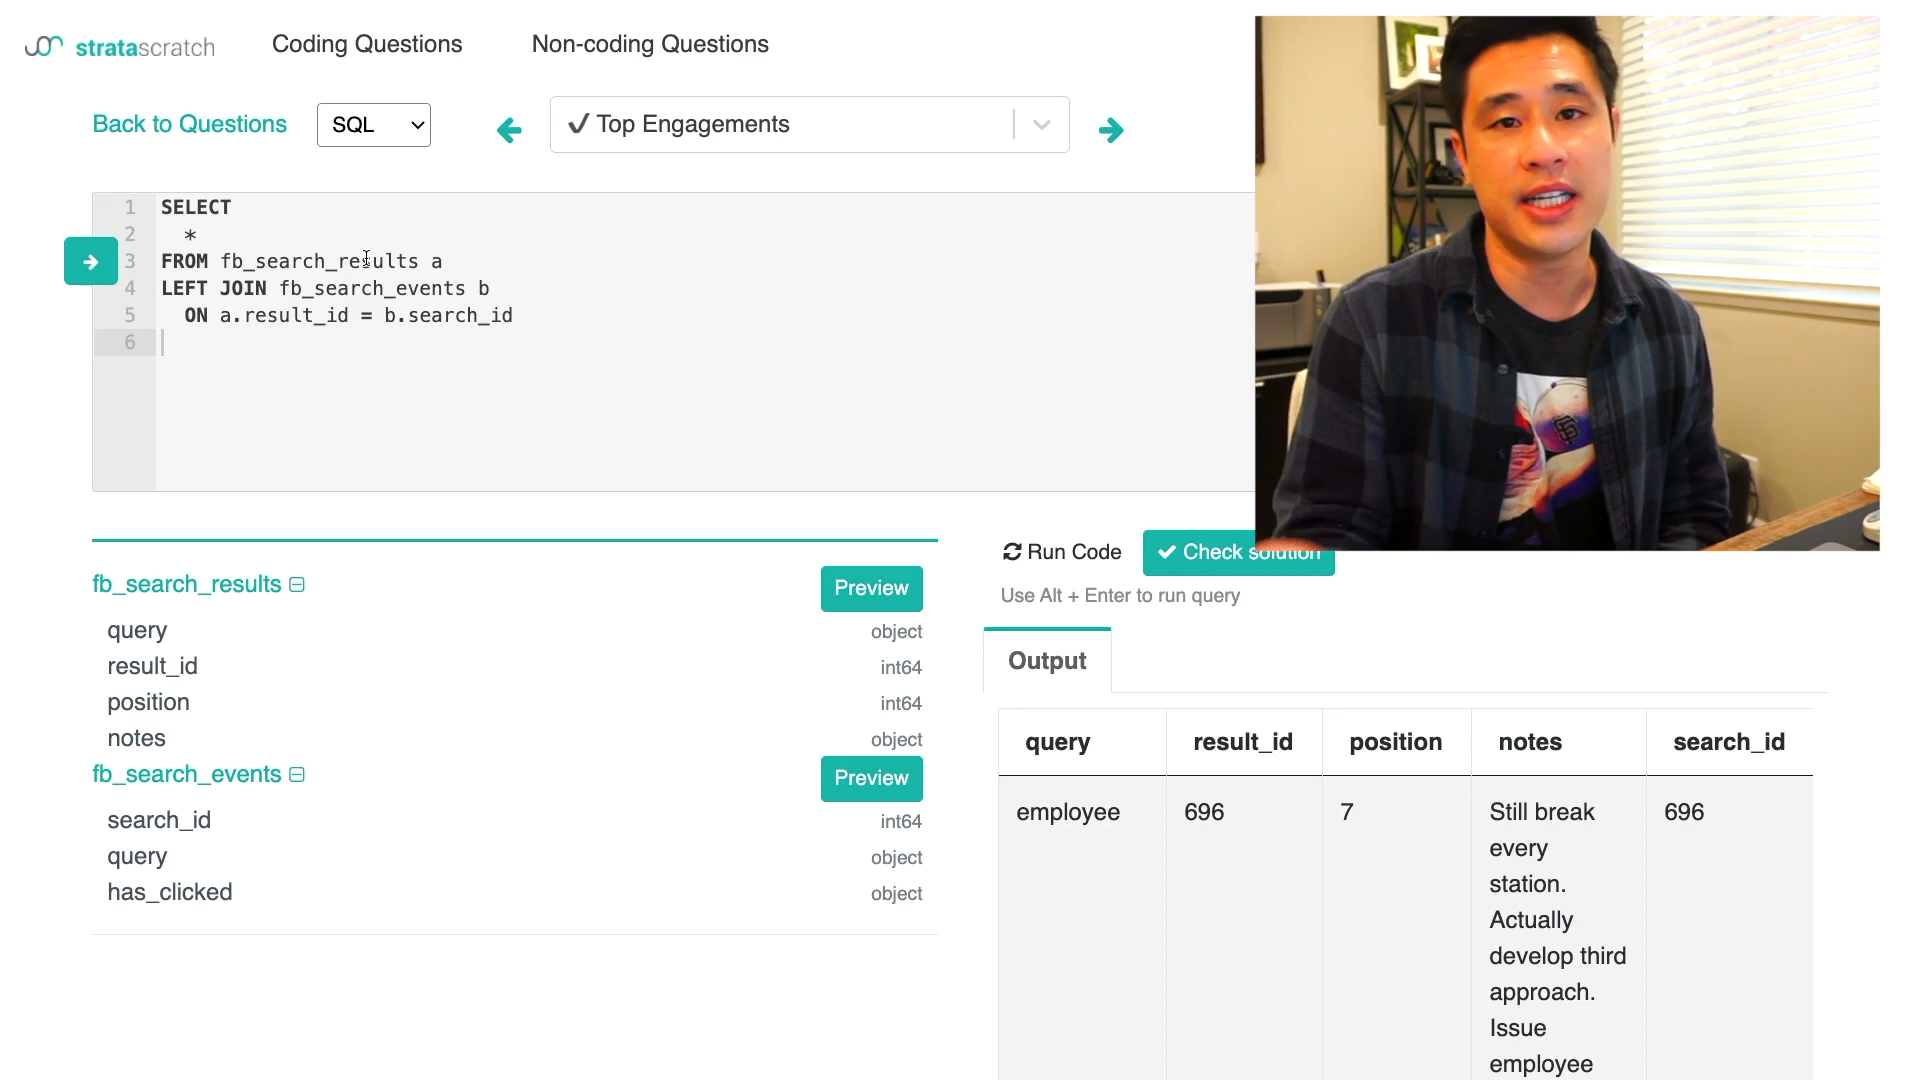 stratascratch
Coding Questions
Non-coding Questions
Back to Questions
SQL
✓ Top Engagements
1 SELECT
2 *
3 FROM fb_search_results a
4 LEFT JOIN fb_search_events b
5 ON a.result_id = b.search_id
6
Run Code
Check solution
Use Alt + Enter to run query
fb_search_results
Preview
query object
result_id int64
position int64
notes object
fb_search_events
Preview
search_id int64
query object
has_clicked object
Output
query result_id position notes search_id
employee 696 7 Still break 696
every
station.
Actually
develop third
approach.
Issue
employee